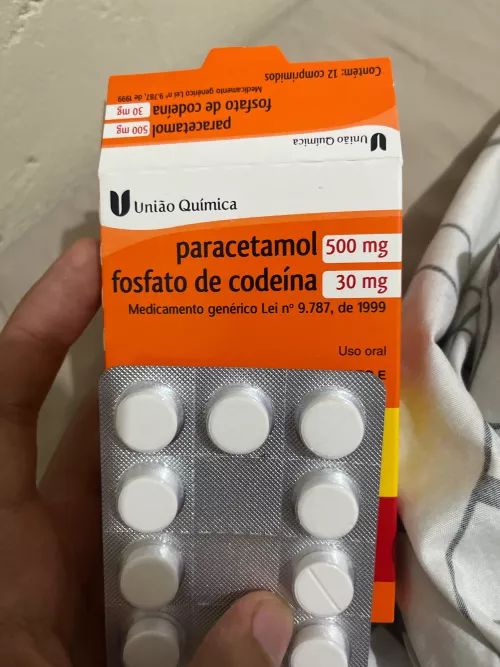 Contém: 12 comprimidos
Medicamento genérico Lei nº 9.787, de 1999
fosfato de codeína 30 mg
paracetamol 500 mg
União Química
União Química
paracetamol 500 mg
fosfato de codeína 30 mg
Medicamento genérico Lei nº 9.787, de 1999
Uso oral
E